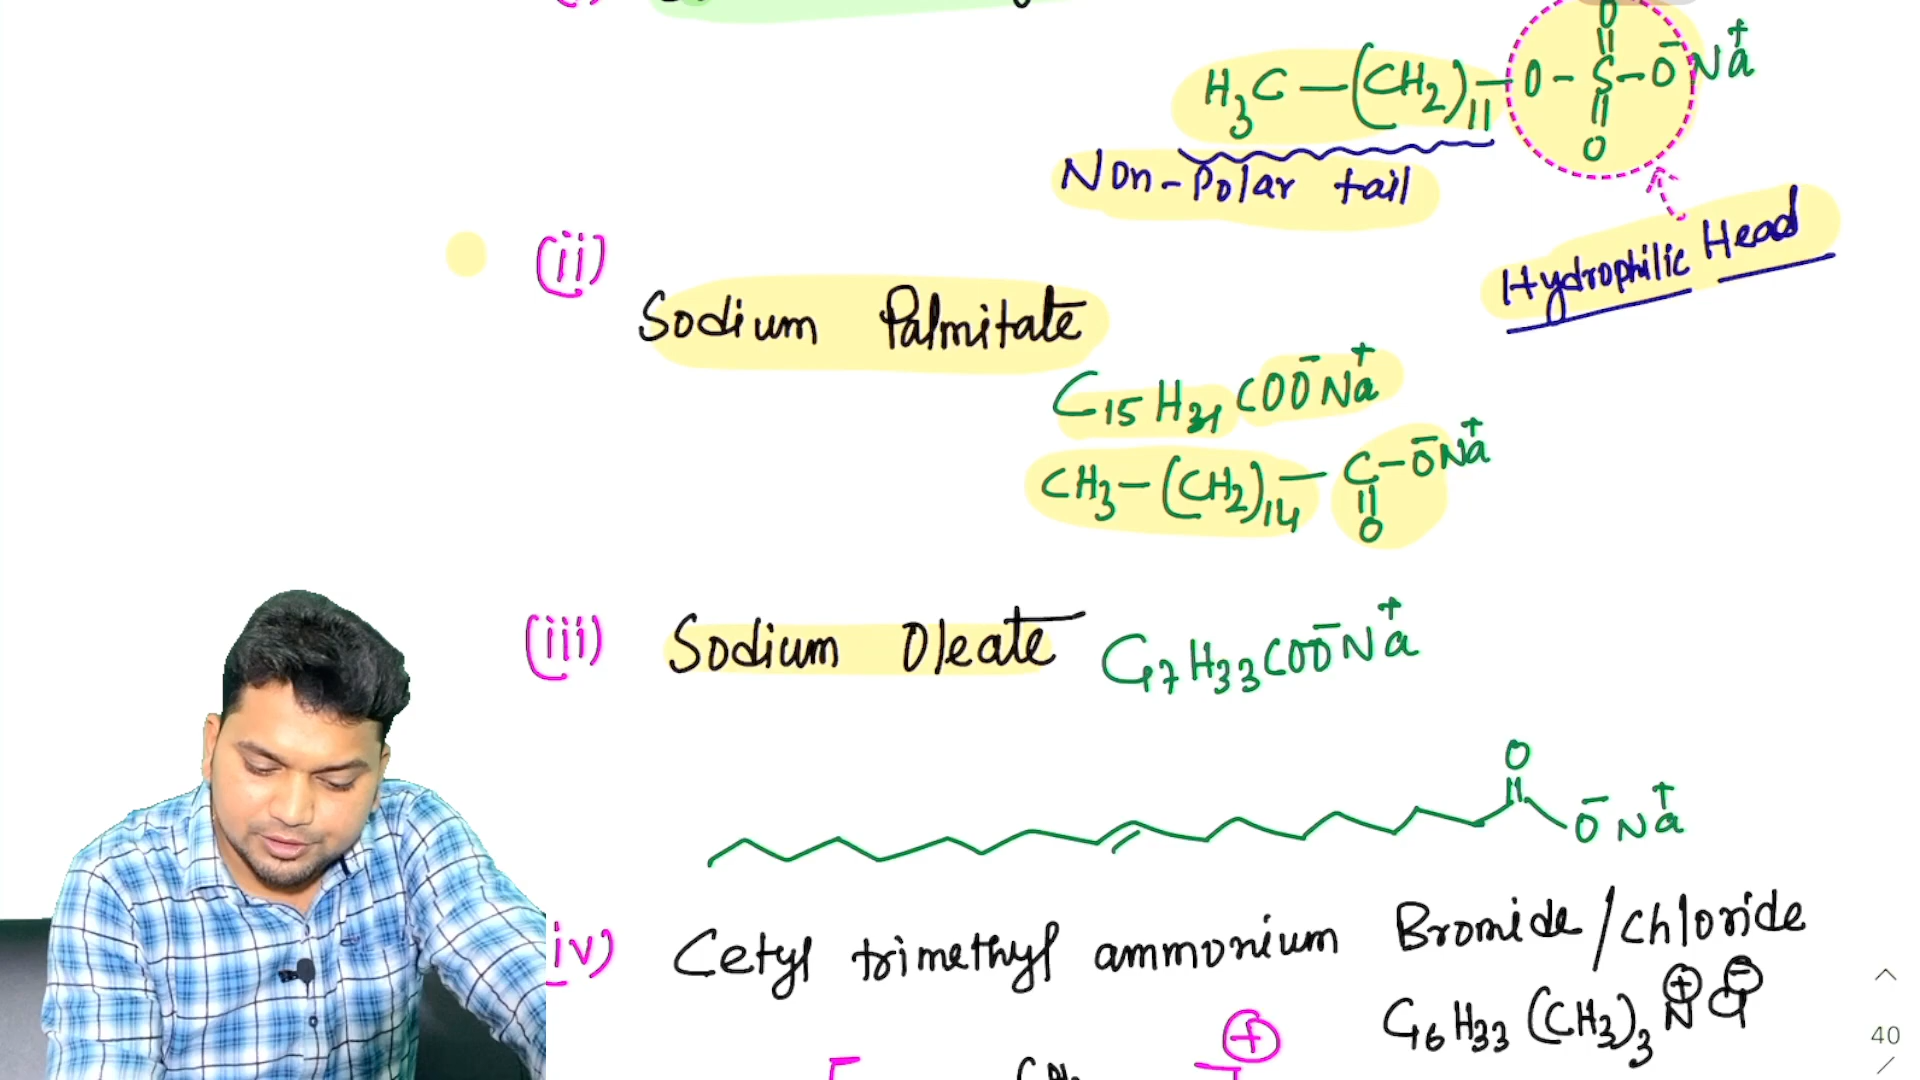 O
H3C-(CH2)11-O-S-O⁻Na⁺
O
Non-Polar tail
Hydrophilic Head
(ii)
Sodium Palmitate
C15H31COO⁻Na⁺
CH3-(CH2)14-C-O⁻Na⁺
O
(iii) Sodium Oleate C17H33COO⁻Na⁺
O
O⁻Na⁺
iv) Cetyl trimethyl ammonium Bromide/Chloride
C16H33(CH3)3N⊕Cl⊖
+
40